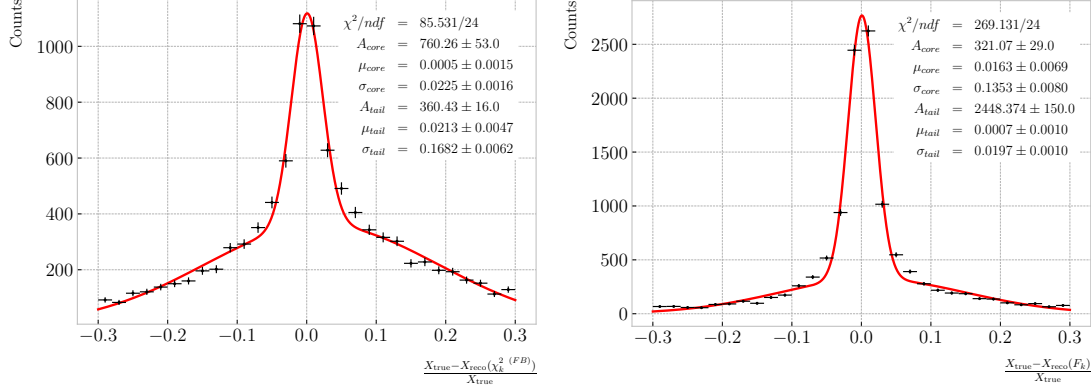 Counts
χ²/ndf = 85.531/24
A_core = 760.26 ± 53.0
μ_core = 0.0005 ± 0.0015
σ_core = 0.0225 ± 0.0016
A_tail = 360.43 ± 16.0
μ_tail = 0.0213 ± 0.0047
σ_tail = 0.1682 ± 0.0062
1000
800
600
400
200
−0.3 −0.2 −0.1 0.0 0.1 0.2 0.3
X_true−X_reco(χ²_k ^(FB))
X_true
Counts
χ²/ndf = 269.131/24
A_core = 321.07 ± 29.0
μ_core = 0.0163 ± 0.0069
σ_core = 0.1353 ± 0.0080
A_tail = 2448.374 ± 150.0
μ_tail = 0.0007 ± 0.0010
σ_tail = 0.0197 ± 0.0010
2500
2000
1500
1000
500
0
−0.3 −0.2 −0.1 0.0 0.1 0.2 0.3
X_true−X_reco(F_k)
X_true